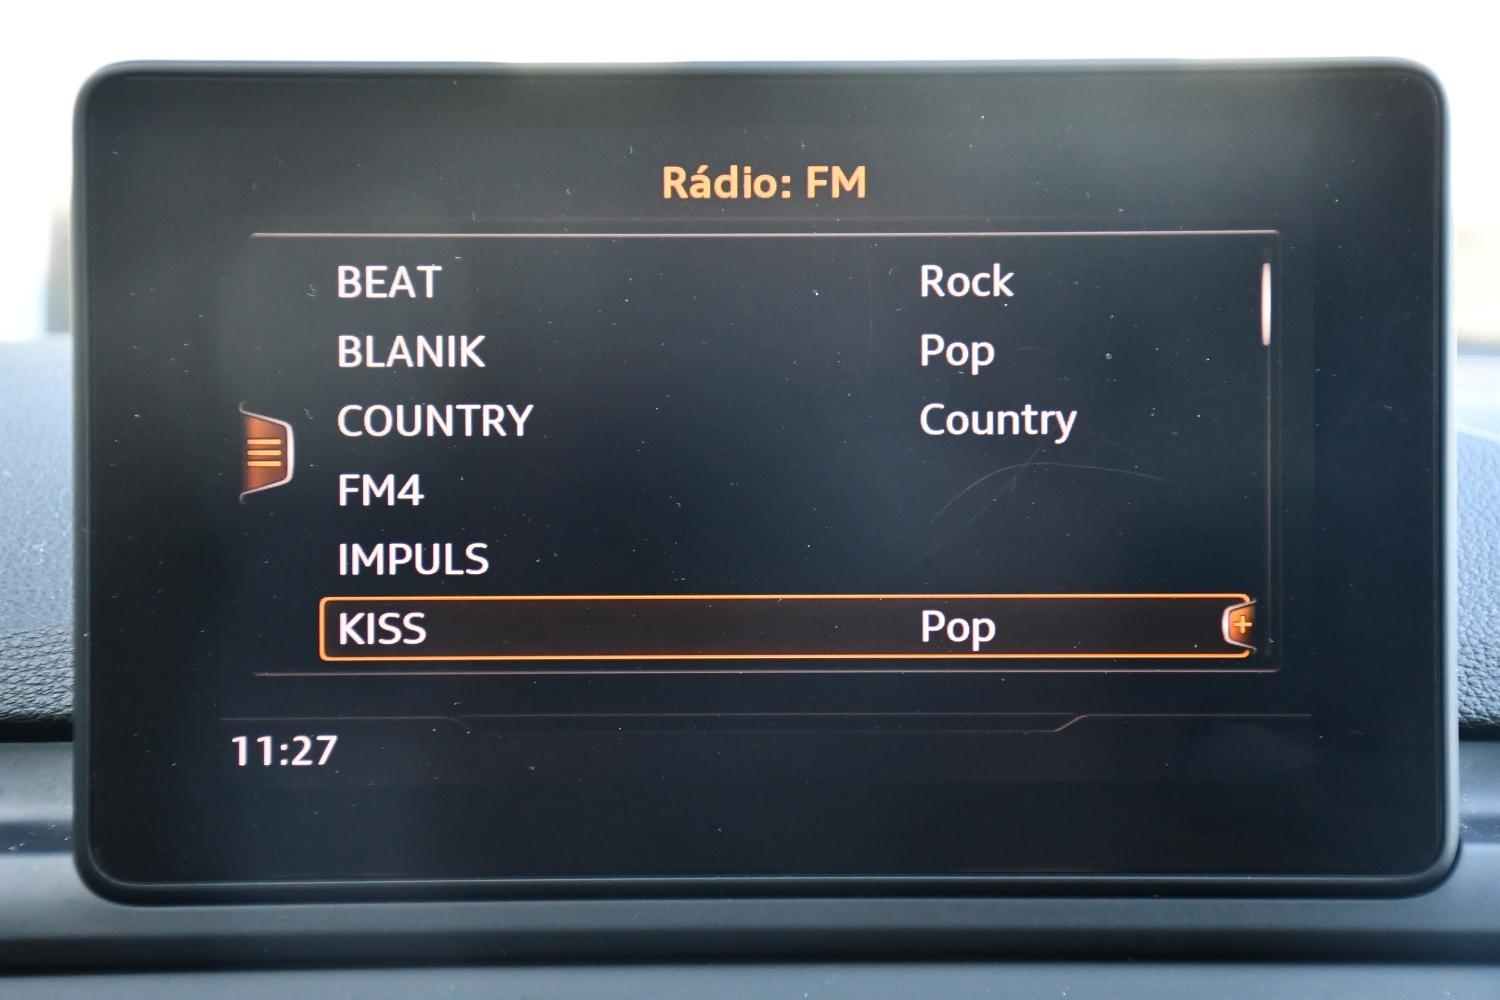 Rádio: FM
BEAT Rock
BLANIK Pop
COUNTRY Country
FM4
IMPULS
KISS Pop
11:27